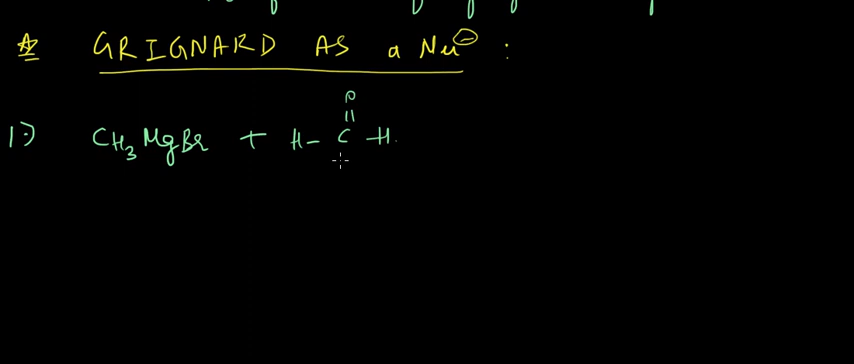 ☆ GRIGNARD AS a Nu⊖ :
O
||
1·) CH₃MgBr + H – C – H